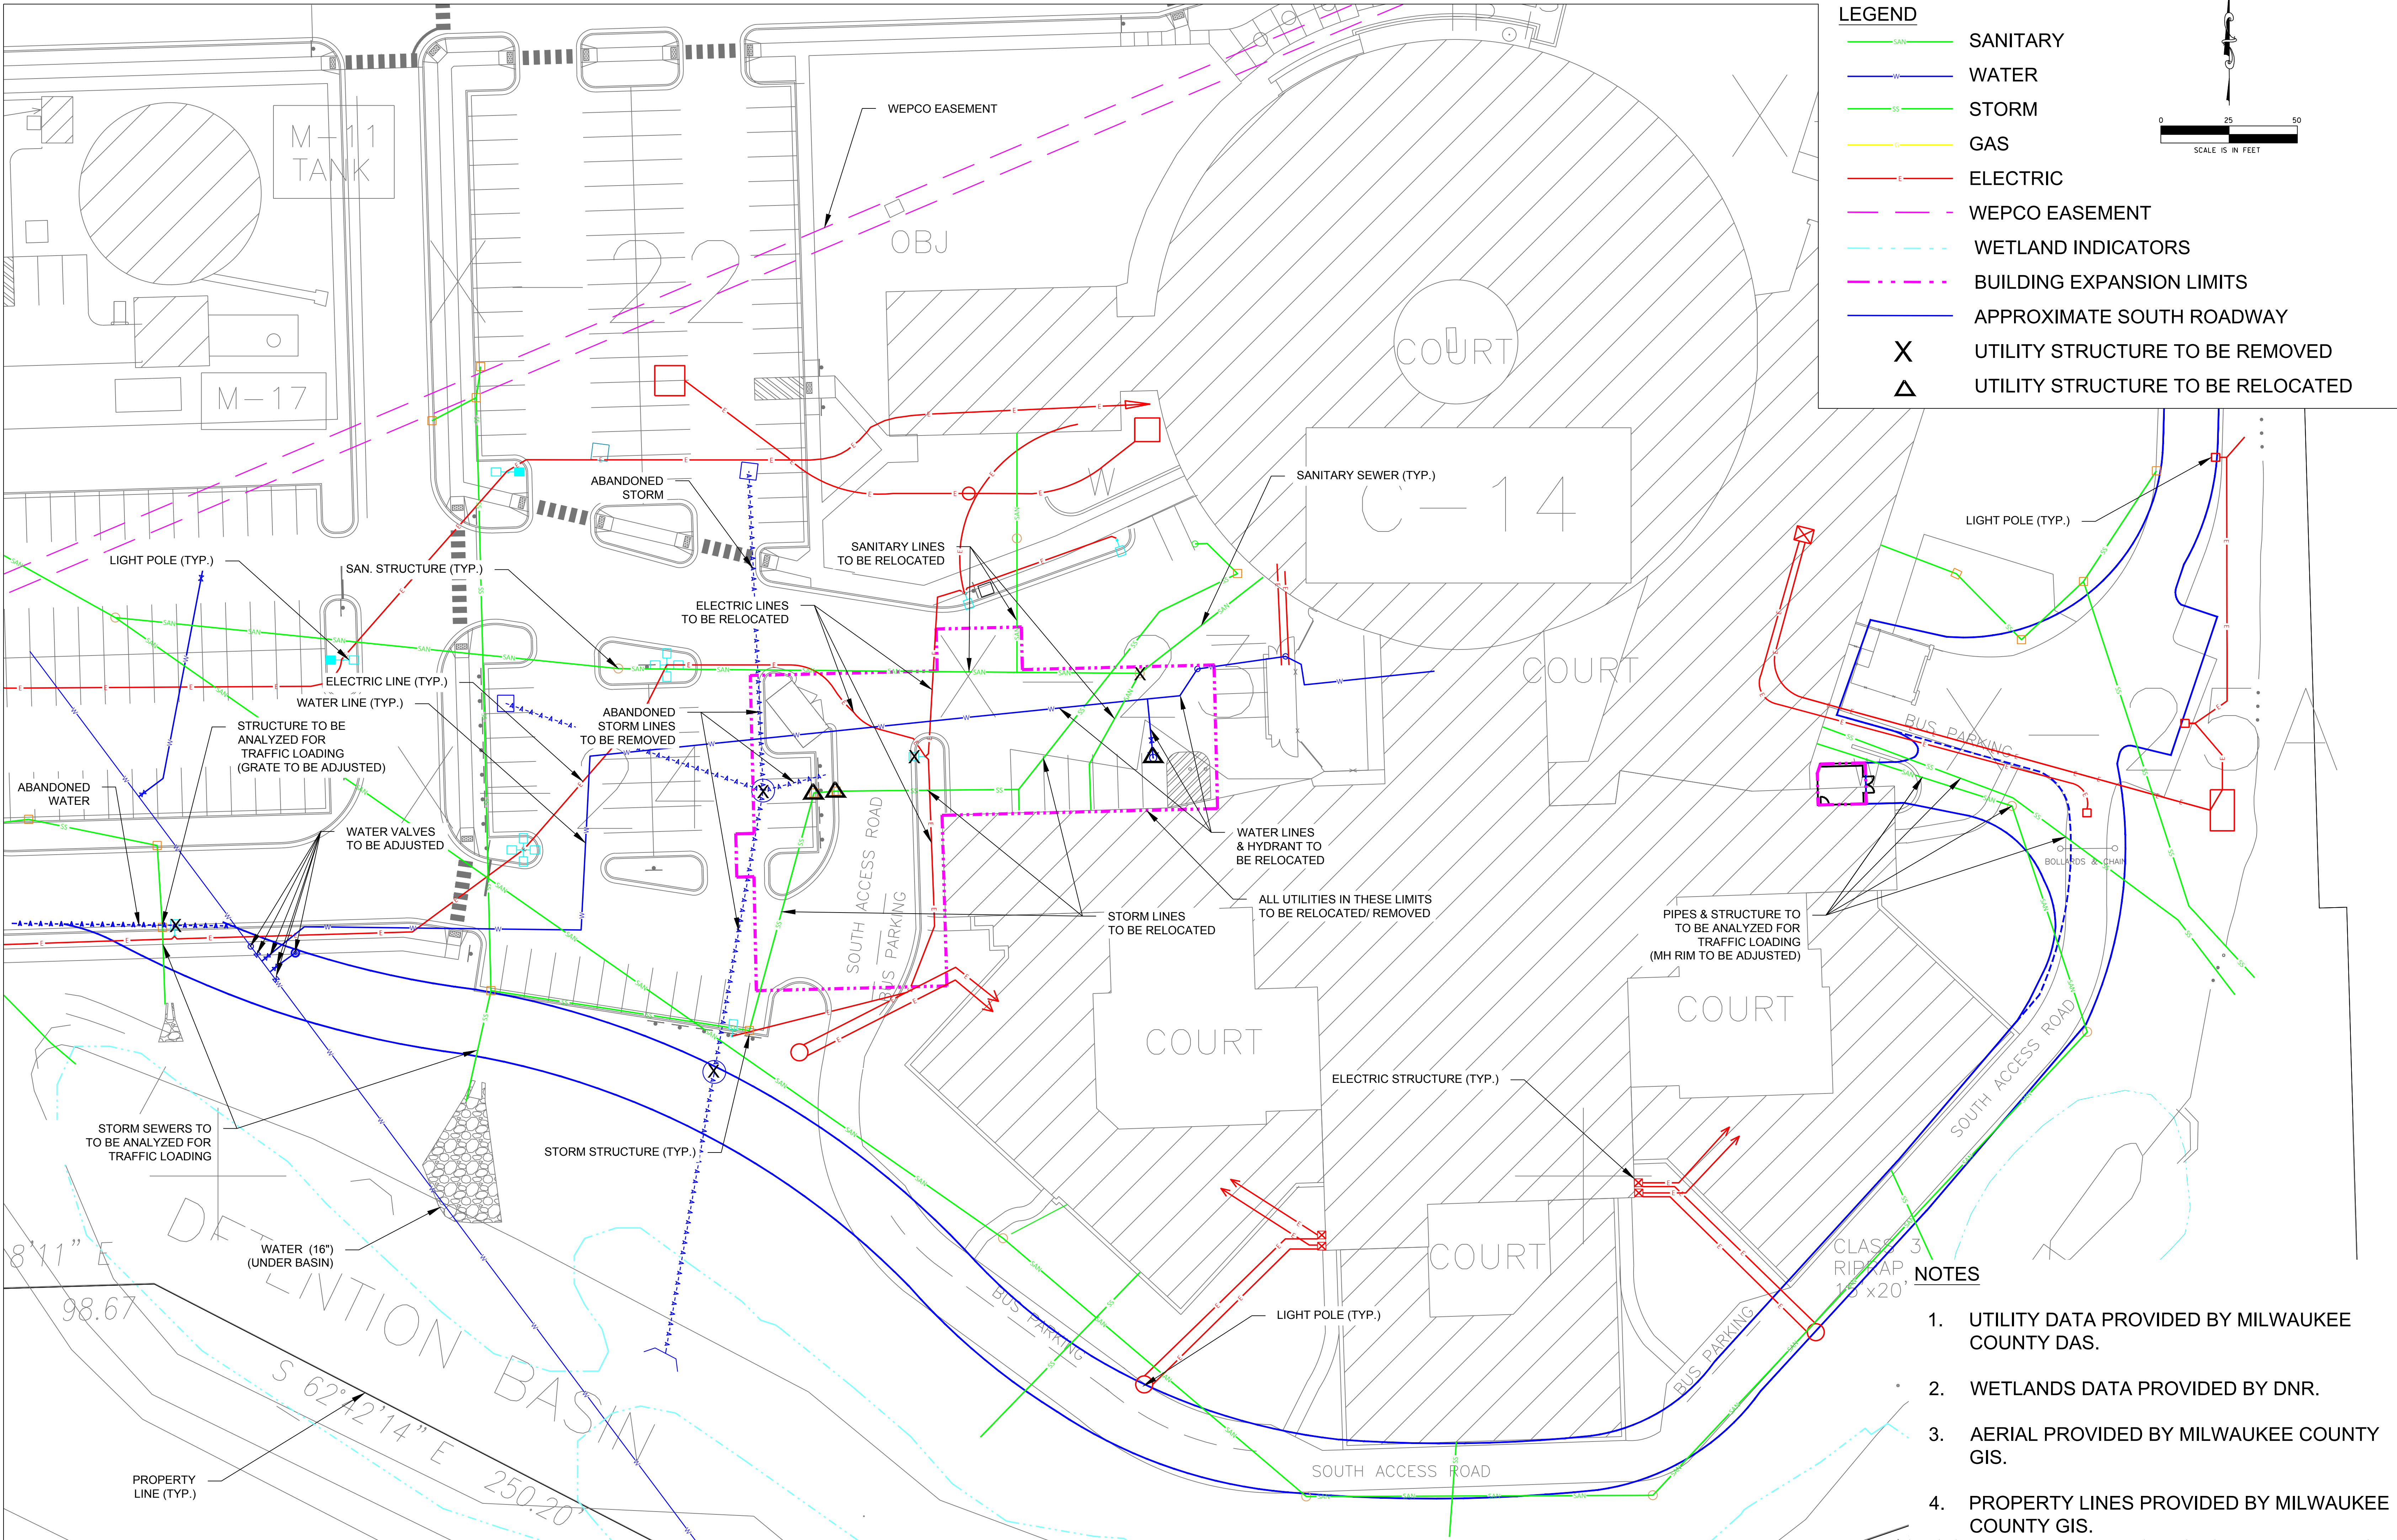 LEGEND
SANITARY
WATER
STORM
GAS
ELECTRIC
WEPCO EASEMENT
WETLAND INDICATORS
BUILDING EXPANSION LIMITS
APPROXIMATE SOUTH ROADWAY
X UTILITY STRUCTURE TO BE REMOVED
UTILITY STRUCTURE TO BE RELOCATED
0 25 50
SCALE IS IN FEET
WEPCO EASEMENT
M-11
TANK
M-17
22
OBJ
COURT
C-14
W
ABANDONED
STORM
SANITARY SEWER (TYP.)
LIGHT POLE (TYP.)
SANITARY LINES
TO BE RELOCATED
LIGHT POLE (TYP.)
SAN. STRUCTURE (TYP.)
ELECTRIC LINES
TO BE RELOCATED
COURT
ELECTRIC LINE (TYP.)
WATER LINE (TYP.)
STRUCTURE TO BE
ANALYZED FOR
TRAFFIC LOADING
(GRATE TO BE ADJUSTED)
ABANDONED
STORM LINES
TO BE REMOVED
BUS PARKING
ABANDONED
WATER
WATER VALVES
TO BE ADJUSTED
SOUTH ACCESS ROAD
BUS PARKING
WATER LINES
& HYDRANT TO
BE RELOCATED
BOLLARDS & CHAIN
ALL UTILITIES IN THESE LIMITS
TO BE RELOCATED/ REMOVED
STORM LINES
TO BE RELOCATED
PIPES & STRUCTURE TO
TO BE ANALYZED FOR
TRAFFIC LOADING
(MH RIM TO BE ADJUSTED)
COURT
COURT
SOUTH ACCESS ROAD
ELECTRIC STRUCTURE (TYP.)
STORM SEWERS TO
TO BE ANALYZED FOR
TRAFFIC LOADING
STORM STRUCTURE (TYP.)
WATER (16")
(UNDER BASIN)
8'11" E
98.67
BASIN
COURT
CLASS 3
RIPRAP
15'x20'
LIGHT POLE (TYP.)
BUS PARKING
BUS PARKING
S 62°42'14" E 250.20'
PROPERTY
LINE (TYP.)
SOUTH ACCESS ROAD
NOTES
1. UTILITY DATA PROVIDED BY MILWAUKEE
COUNTY DAS.
2. WETLANDS DATA PROVIDED BY DNR.
3. AERIAL PROVIDED BY MILWAUKEE COUNTY
GIS.
4. PROPERTY LINES PROVIDED BY MILWAUKEE
COUNTY GIS.